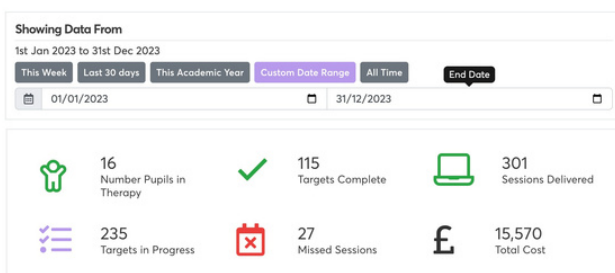 Showing Data From
1st Jan 2023 to 31st Dec 2023
This Week
Last 30 days
This Academic Year
Custom Date Range
All Time
End Date
01/01/2023
31/12/2023
16
Number Pupils in
Therapy
115
Targets Complete
301
Sessions Delivered
235
Targets in Progress
27
Missed Sessions
£
15,570
Total Cost